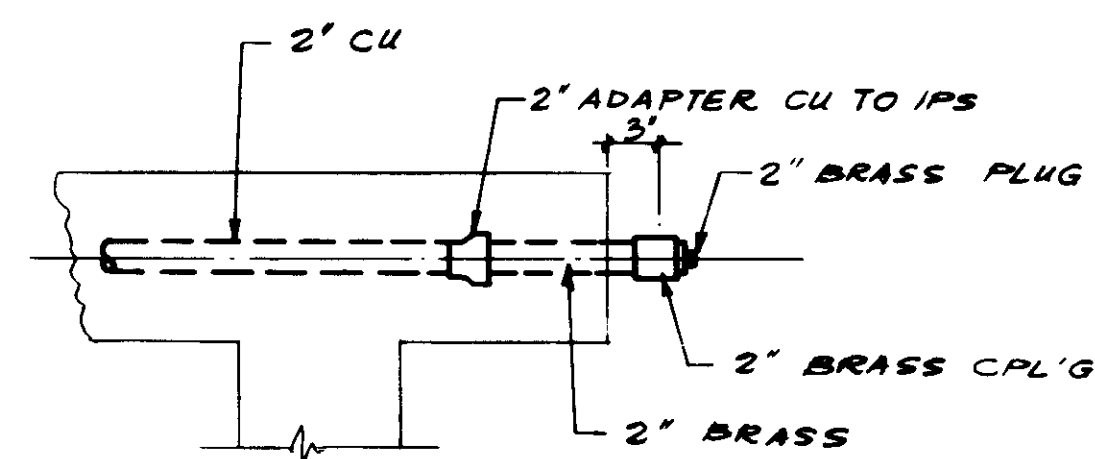 2" CU
2" ADAPTER CU TO IPS
3"
2" BRASS PLUG
2" BRASS CPL'G
2" BRASS